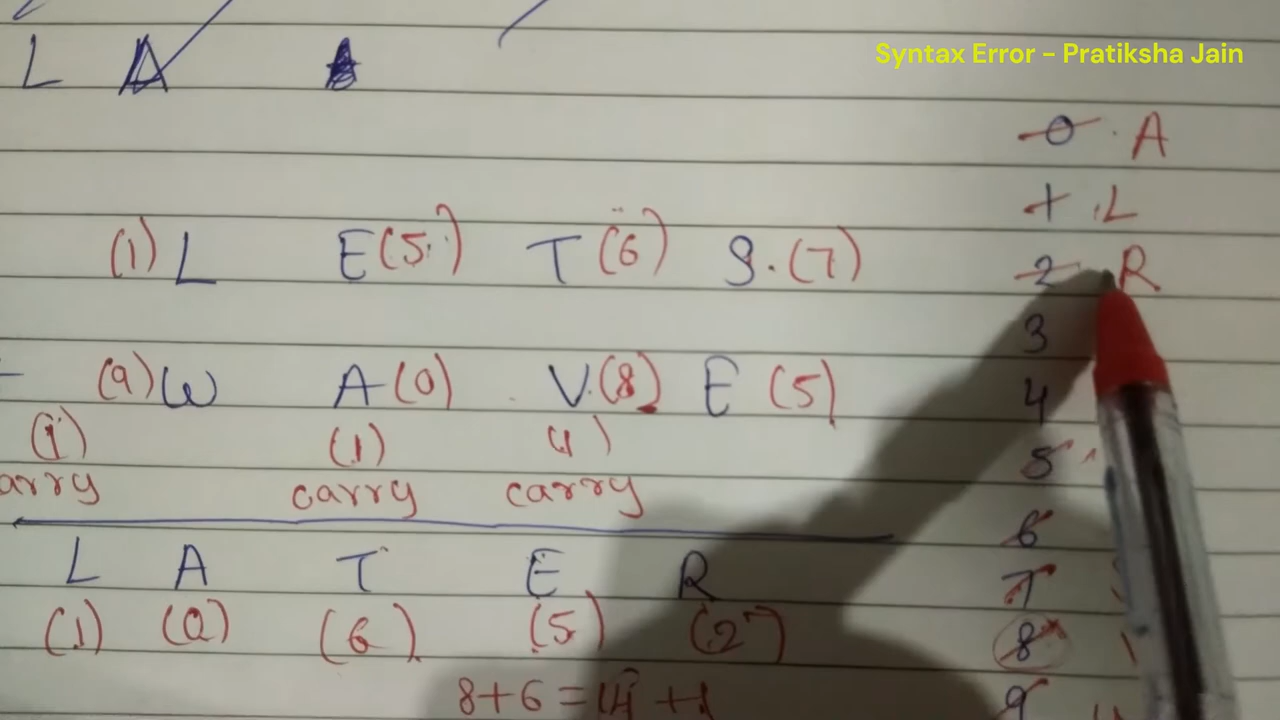 Syntax Error - Pratiksha Jain
L A
0 A
1 L
(1) L E (5) T (6) S (7)
2 R
3
(9) W A (0) V (8) E (5)
4
(1) (1) (1)
5
carry carry
6
L A T E R
7
(1) (0) (6) (5) (2)
8
8+6=14+1
9